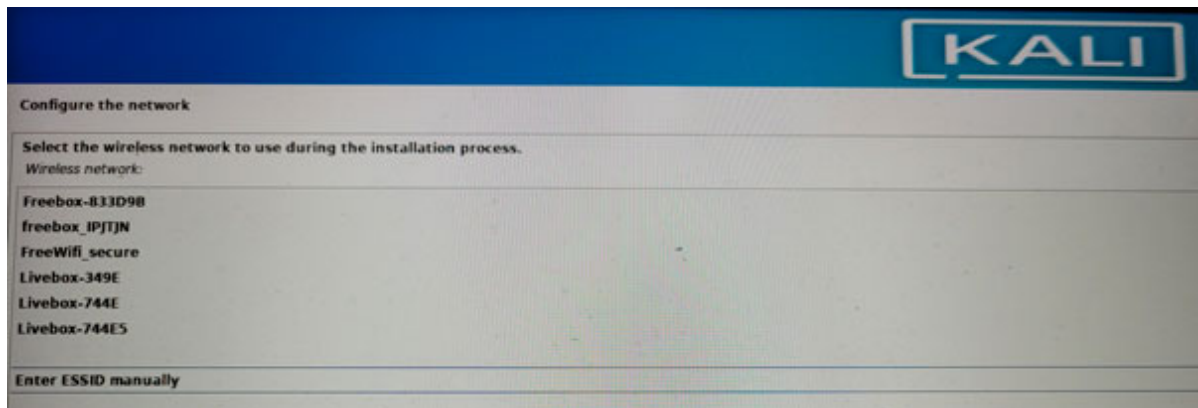 KALI
Configure the network
Select the wireless network to use during the installation process.
Wireless network:
Freebox-833D9B
freebox_IPJTJN
FreeWifi_secure
Livebox-349E
Livebox-744E
Livebox-744E5
Enter ESSID manually